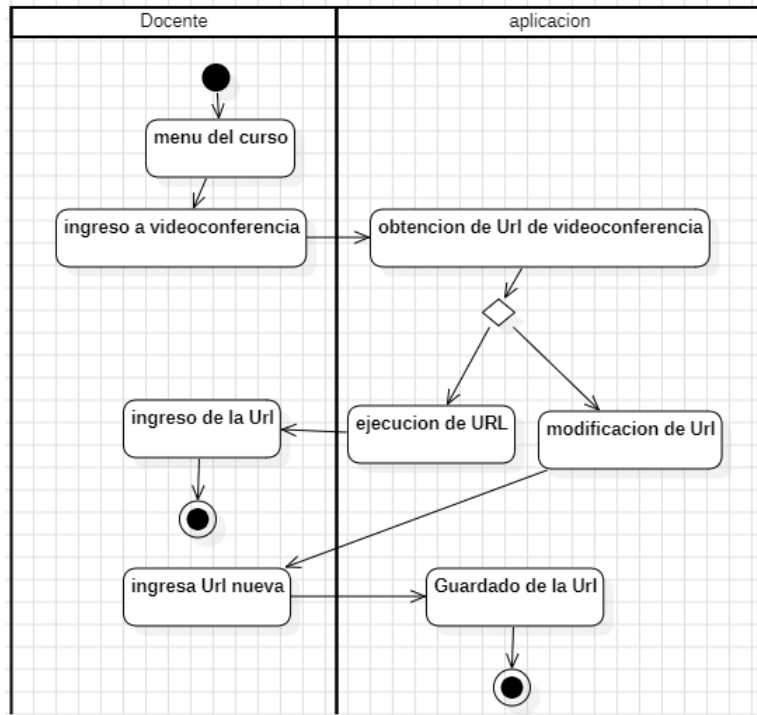 Docente
aplicacion
menu del curso
ingreso a videoconferencia
obtencion de Url de videoconferencia
ingreso de la Url
ejecucion de URL
modificacion de Url
ingresa Url nueva
Guardado de la Url